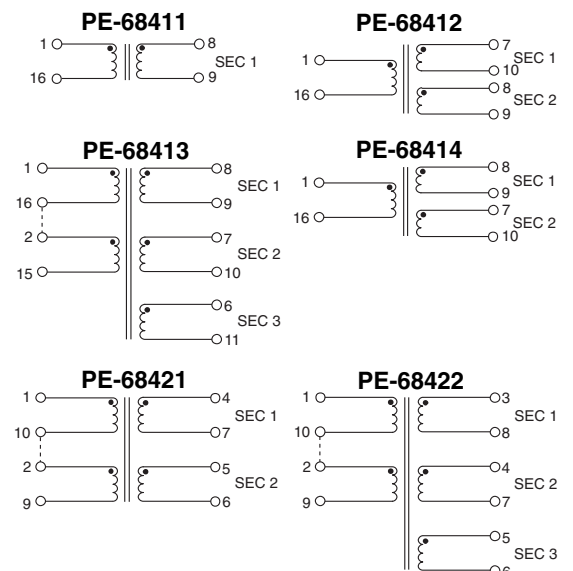 PE-68411
1 8
SEC 1
16 9
PE-68412
7
1 SEC 1
10
16 8
SEC 2
9
PE-68413
1 8
SEC 1
16 9
2 7
SEC 2
15 10
6
SEC 3
11
PE-68414
8
1 SEC 1
9
7
16 SEC 2
10
PE-68421
1 4
SEC 1
10 7
2 5
SEC 2
9 6
PE-68422
1 3
SEC 1
10 8
2 4
SEC 2
9 7
5
SEC 3
6